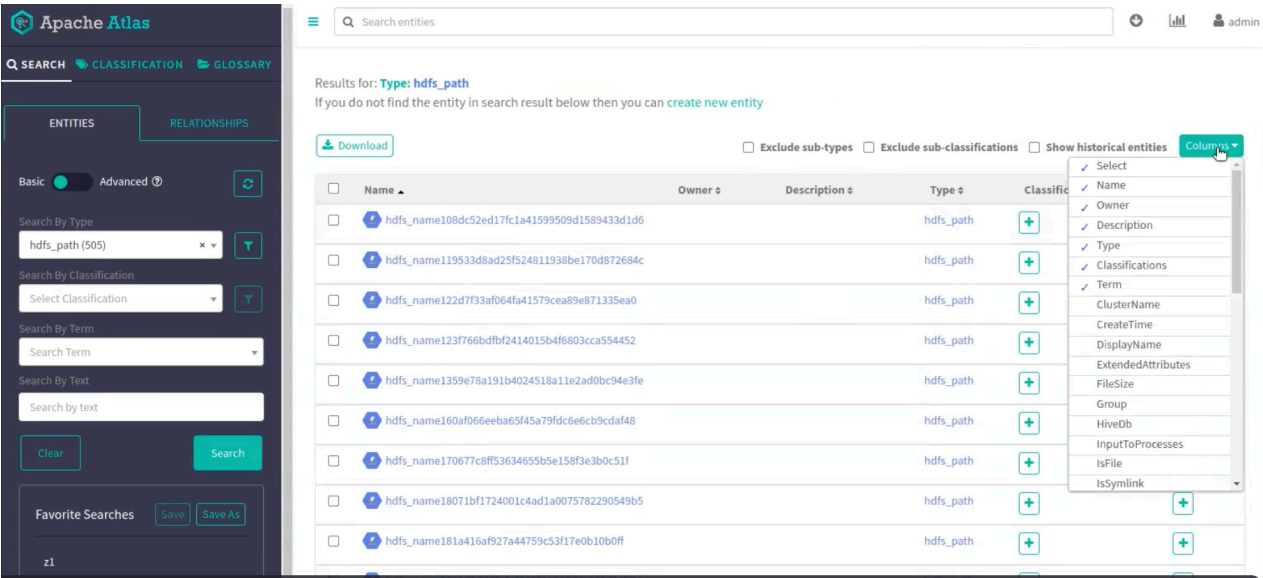 Apache Atlas
Search entities
admin
SEARCH CLASSIFICATION GLOSSARY
ENTITIES RELATIONSHIPS
Basic Advanced
Search By Type
hdfs_path (505)
Search By Classification
Select Classification
Search By Term
Search Term
Search By Text
Search by text
Clear Search
Favorite Searches Save Save As
z1
Results for: Type: hdfs_path
If you do not find the entity in search result below then you can create new entity
Download
Exclude sub-types Exclude sub-classifications Show historical entities Columns
Name Owner Description Type Classific
hdfs_name108dc52ed17fc1a41599509d1589433d1d6 hdfs_path
hdfs_name119533d8ad25f524811938be170d872684c hdfs_path
hdfs_name122d7f33af064fa41579cea89e871335ea0 hdfs_path
hdfs_name123f766bdfbf2414015b4f6803cca554452 hdfs_path
hdfs_name1359e78a191b4024518a11e2ad0bc94e3fe hdfs_path
hdfs_name160af066eeba65f45a79fdc6e6cb9cdaf48 hdfs_path
hdfs_name170677c8ff53634655b5e158f3e3b0c51f hdfs_path
hdfs_name18071bf1724001c4ad1a0075782290549b5 hdfs_path
hdfs_name181a416af927a44759c53f17e0b10b0ff hdfs_path
Select
Name
Owner
Description
Type
Classifications
Term
ClusterName
CreateTime
DisplayName
ExtendedAttributes
FileSize
Group
HiveDb
InputToProcesses
IsFile
IsSymlink